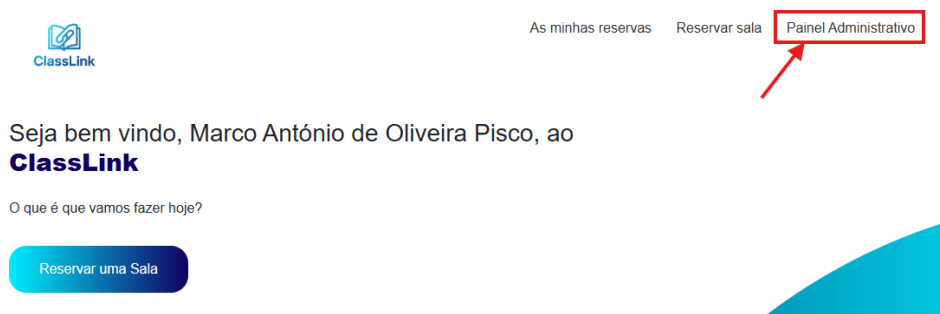 ClassLink
As minhas reservas
Reservar sala
Painel Administrativo
Seja bem vindo, Marco António de Oliveira Pisco, ao
ClassLink
O que é que vamos fazer hoje?
Reservar uma Sala